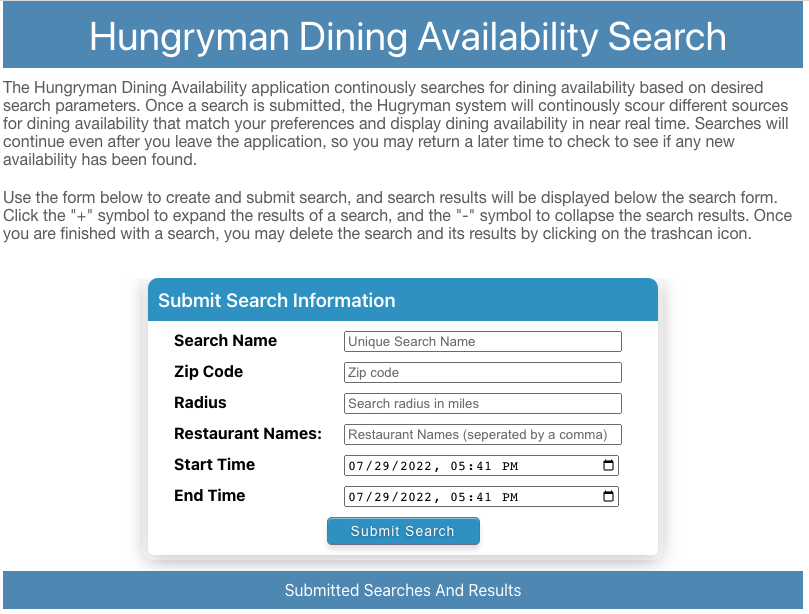 Hungryman Dining Availability Search
The Hungryman Dining Availability application continously searches for dining availability based on desired
search parameters. Once a search is submitted, the Hugryman system will continously scour different sources
for dining availability that match your preferences and display dining availability in near real time. Searches will
continue even after you leave the application, so you may return a later time to check to see if any new
availability has been found.
Use the form below to create and submit search, and search results will be displayed below the search form.
Click the "+" symbol to expand the results of a search, and the "-" symbol to collapse the search results. Once
you are finished with a search, you may delete the search and its results by clicking on the trashcan icon.
Submit Search Information
Search Name Unique Search Name
Zip Code Zip code
Radius Search radius in miles
Restaurant Names: Restaurant Names (seperated by a comma)
Start Time 07/29/2022, 05:41 PM
End Time 07/29/2022, 05:41 PM
Submit Search
Submitted Searches And Results